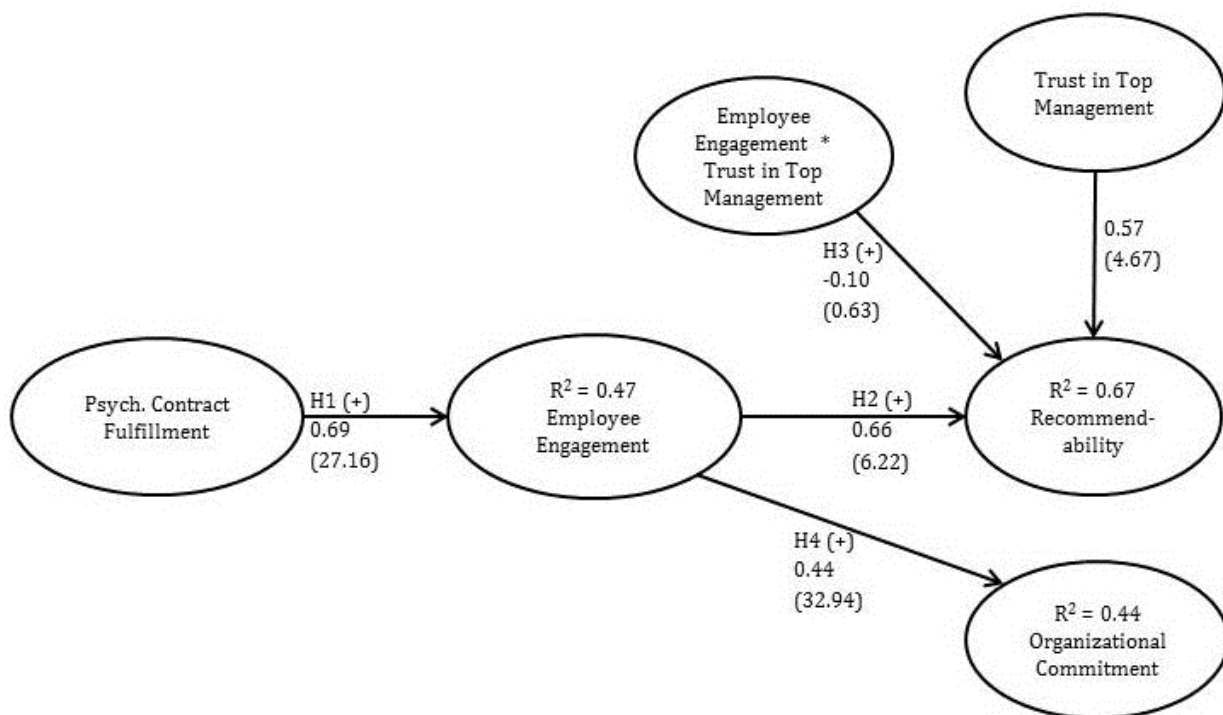 Trust in Top
Management
Employee
Engagement *
Trust in Top
Management
0.57
(4.67)
H3 (+)
-0.10
(0.63)
Psych. Contract
Fulfillment
H1 (+)
0.69
(27.16)
R² = 0.47
Employee
Engagement
H2 (+)
0.66
(6.22)
R² = 0.67
Recommend-
ability
H4 (+)
0.44
(32.94)
R² = 0.44
Organizational
Commitment